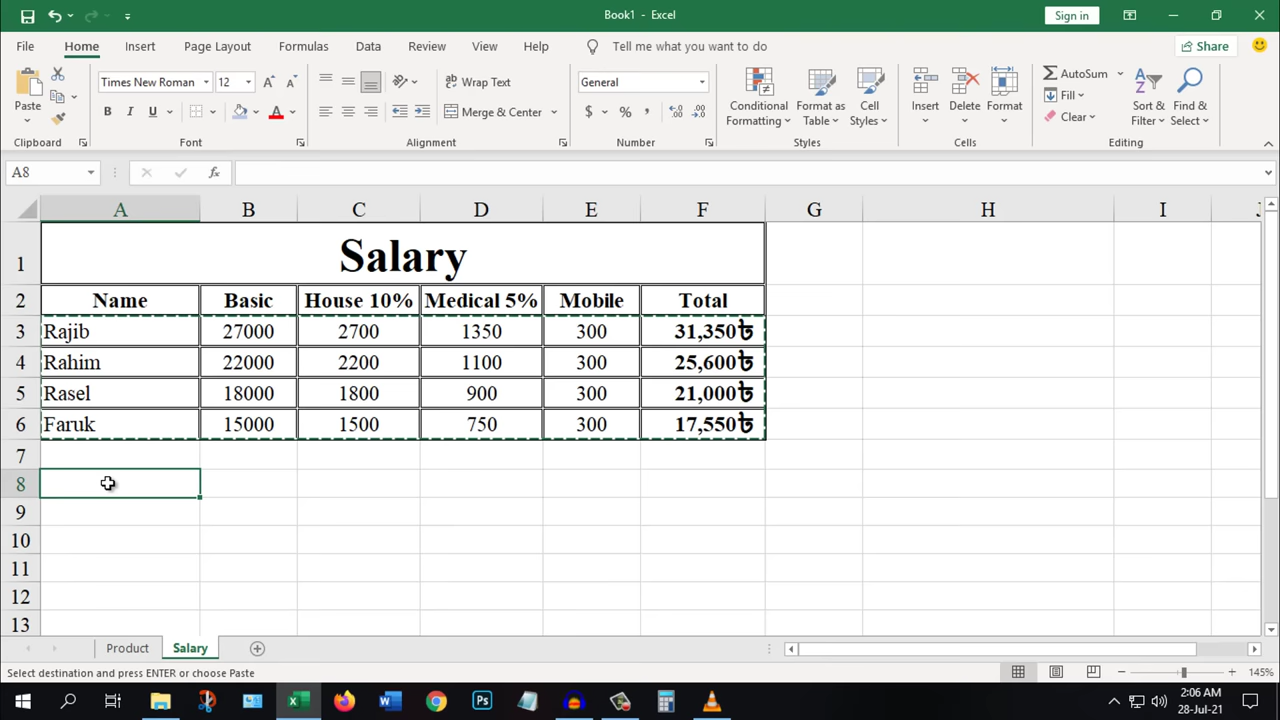 Book1 - Excel
Sign in
File Home Insert Page Layout Formulas Data Review View Help Tell me what you want to do Share
Paste
Times New Roman 12
B I U
Wrap Text
Merge & Center
General
$ % ,
Conditional Formatting
Format as Table
Cell Styles
Insert
Delete
Format
AutoSum
Fill
Clear
Sort & Filter
Find & Select
Clipboard Font Alignment Number Styles Cells Editing
A8 fx
A B C D E F G H I J
1 Salary
2 Name Basic House 10% Medical 5% Mobile Total
3 Rajib 27000 2700 1350 300 31,350৳
4 Rahim 22000 2200 1100 300 25,600৳
5 Rasel 18000 1800 900 300 21,000৳
6 Faruk 15000 1500 750 300 17,550৳
7
8
9
10
11
12
13
Product Salary
Select destination and press ENTER or choose Paste 145%
2:06 AM
28-Jul-21